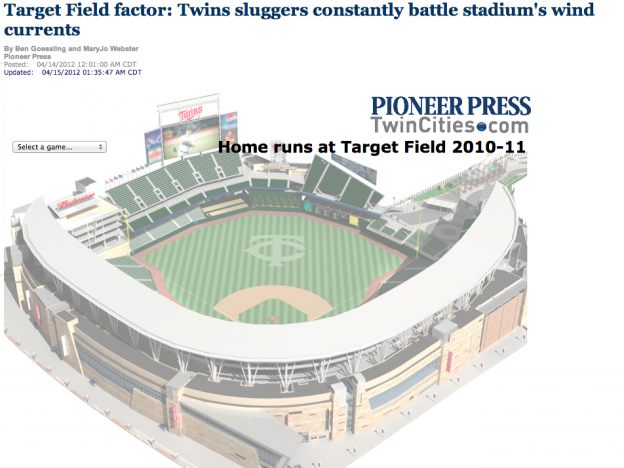 Target Field factor: Twins sluggers constantly battle stadium's wind
currents
By Ben Goessling and MaryJo Webster
Pioneer Press
Posted: 04/14/2012 12:01:00 AM CDT
Updated: 04/15/2012 01:35:47 AM CDT
PIONEER PRESS
TwinCities.com
Select a game...
Home runs at Target Field 2010-11
Twins
TC